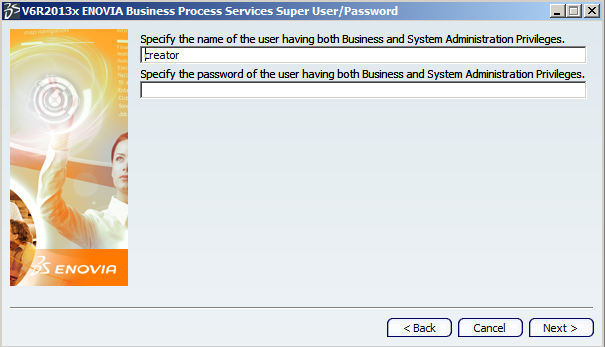 V6R2013x ENOVIA Business Process Services Super User/Password
Specify the name of the user having both Business and System Administration Privileges.
creator
Specify the password of the user having both Business and System Administration Privileges.
ENOVIA
< Back
Cancel
Next >